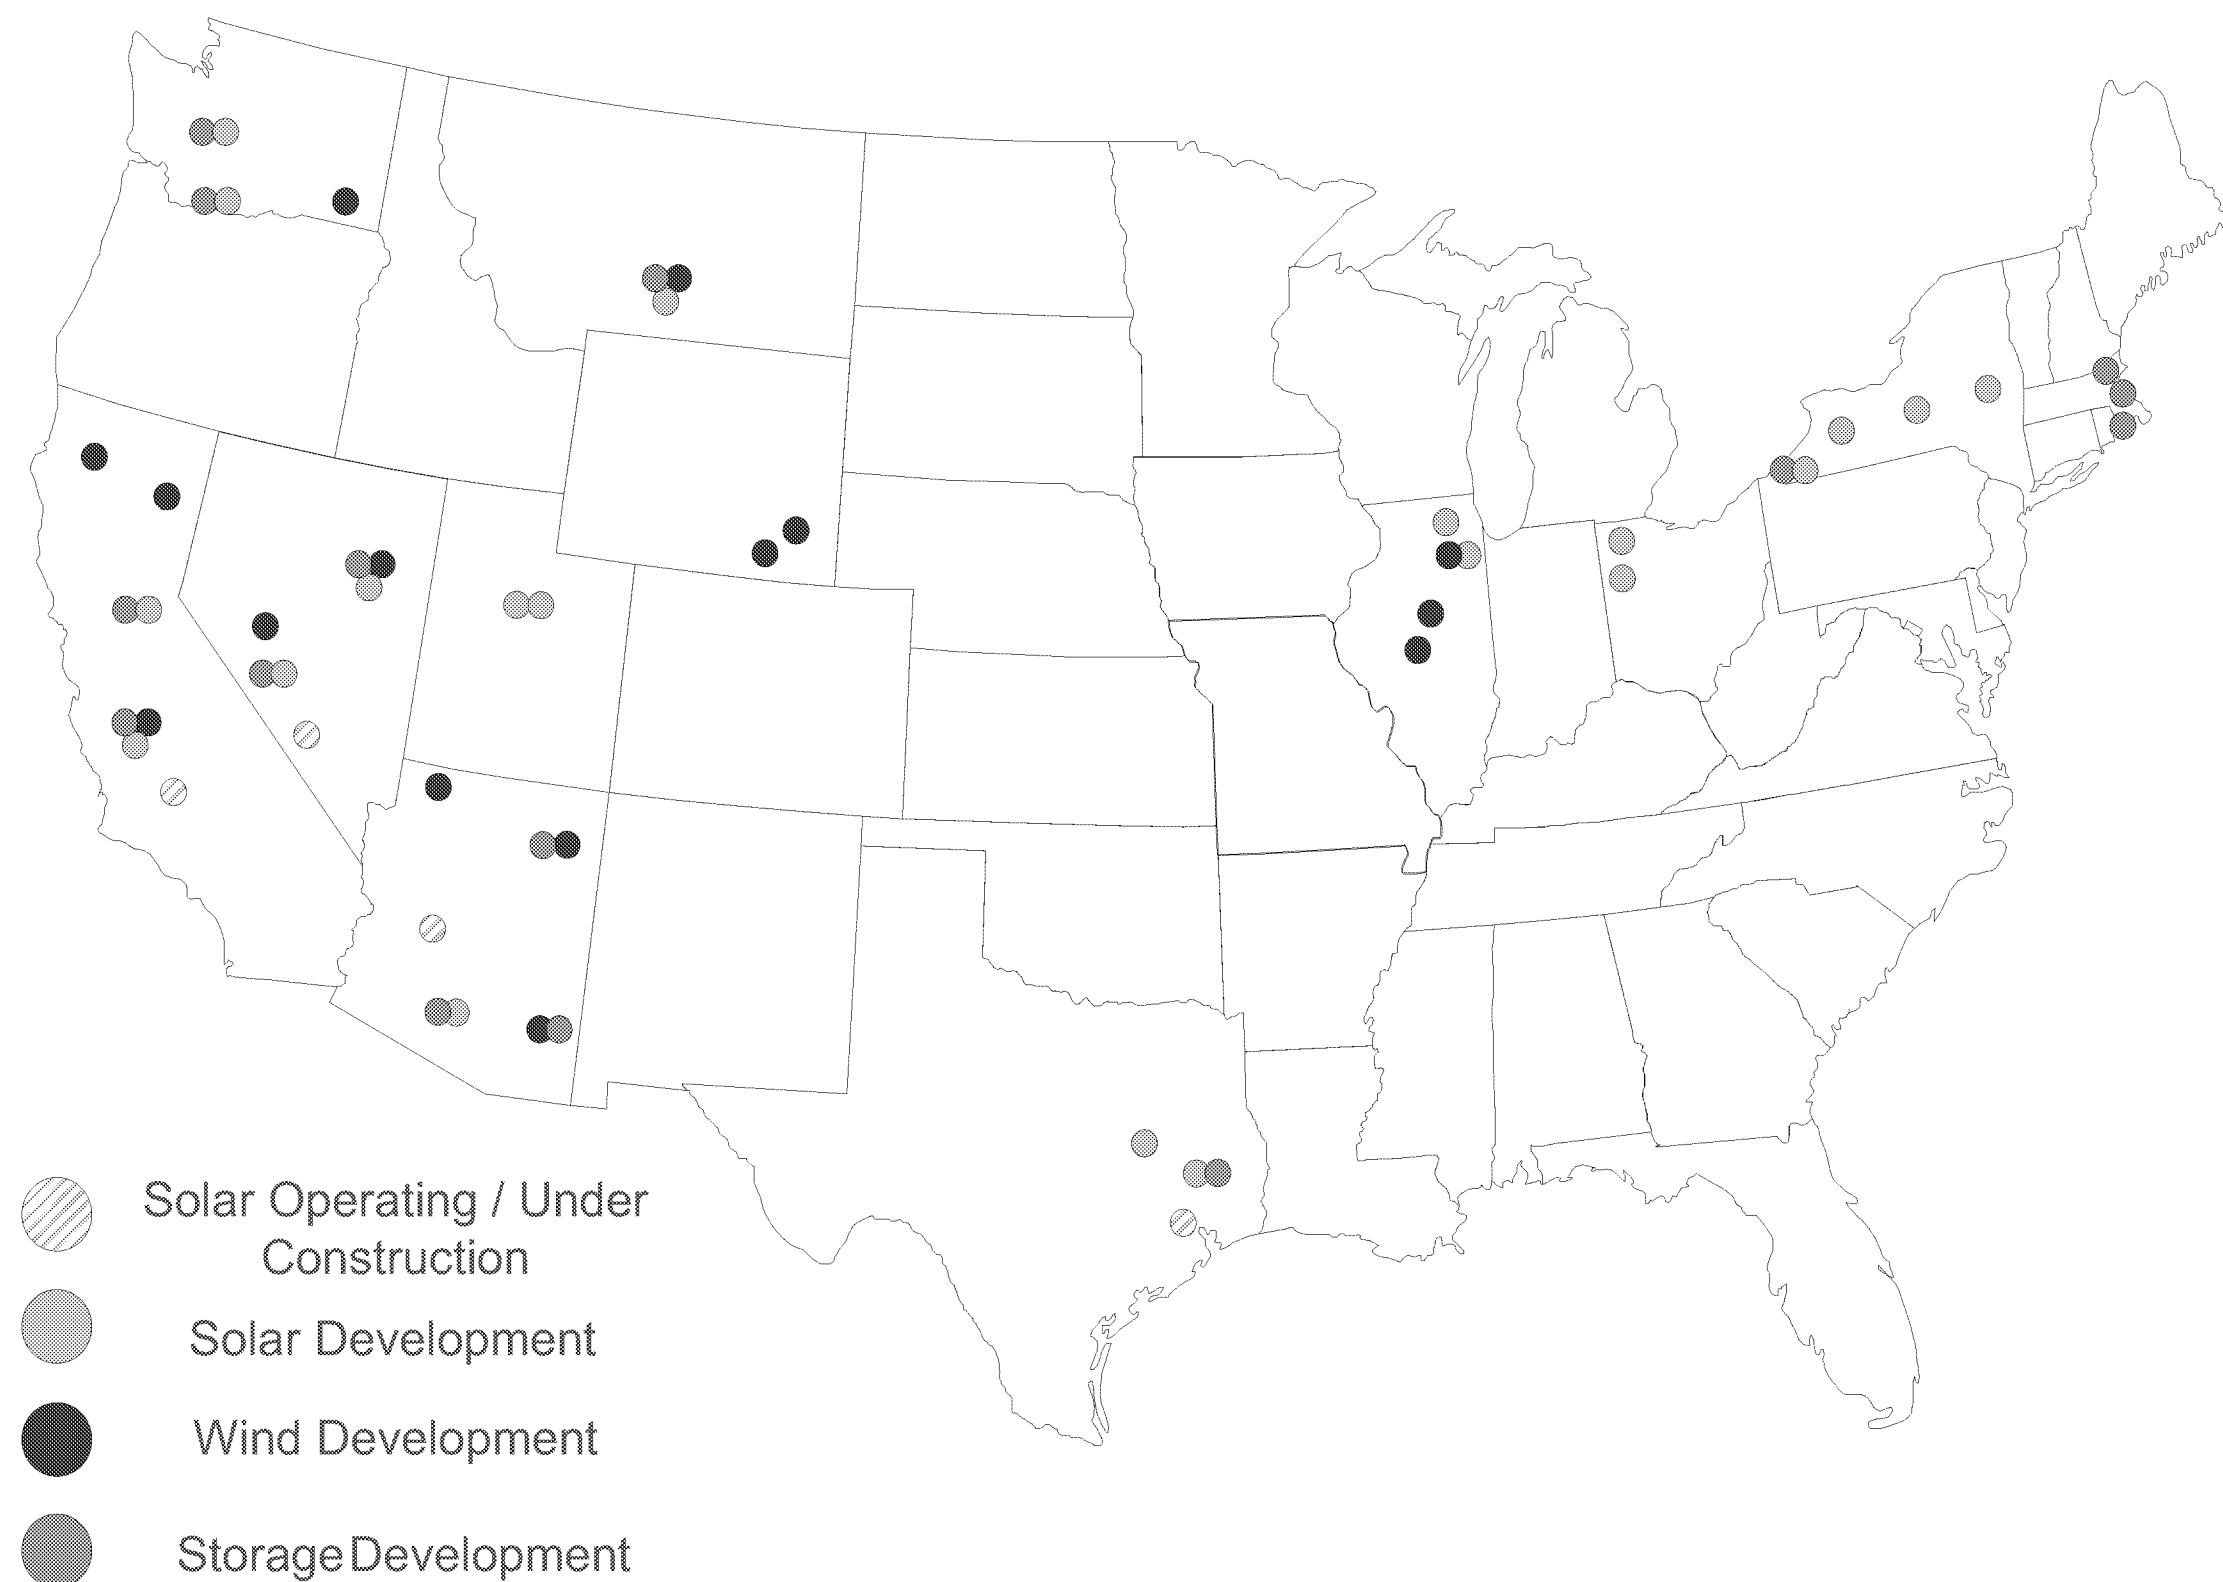 Solar Operating / Under
Construction
Solar Development
Wind Development
Storage Development